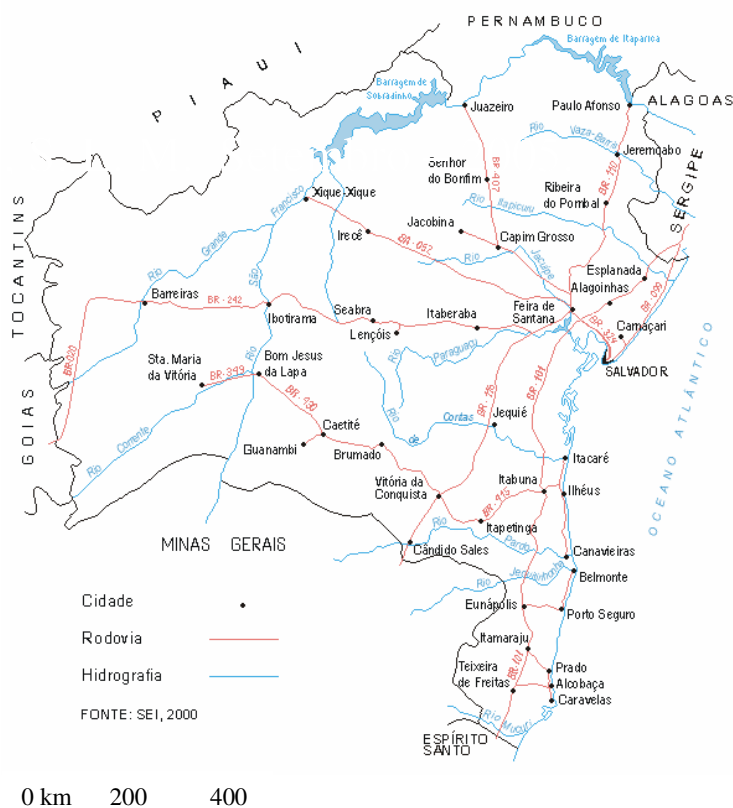 PERNAMBUCO
Barragem de Itaparica
PIAUI
Barragem de
Sobradinho
Juazeiro
Paulo Afonso
ALAGOAS
Rio
Vaza-Barris
Jeremoabo
Senhor
do Bonfim
BR-407
BR-110
Xique-Xique
Francisco
Ribeira
do Pombal
SERGIPE
Rio Itapicuru
TOCANTINS
Rio
Grande
Irecê
BA-052
Jacobina
Capim Grosso
Rio
Jacuípe
Esplanada
Alagoinhas
BR-099
São
Barreiras
BR-242
Ibotirama
Seabra
Lençóis
Itaberaba
Feira de
Santana
BR-324
Camaçari
SALVADOR
BR-020
Sta. Maria
da Vitória
BR-349
Rio
Bom Jesus
da Lapa
Rio
Paraguaçu
BR-116
BR-101
GOIAS
Rio Corrente
BR-430
Caetité
Guanambi
Brumado
Rio
de
Contas
Jequié
Itacaré
OCEANO ATLÂNTICO
Vitória da
Conquista
Itabuna
Ilhéus
BR-415
Itapetinga
MINAS GERAIS
Cândido Sales
Rio
Pardo
Canavieiras
Rio
Jequitinhonha
Belmonte
Cidade
Eunápolis
Porto Seguro
Rodovia
Itamaraju
Hidrografia
Teixeira
de Freitas
BR-101
Prado
Alcobaça
Caravelas
FONTE: SEI, 2000
Rio Mucuri
ESPÍRITO
SANTO
0 km 200 400